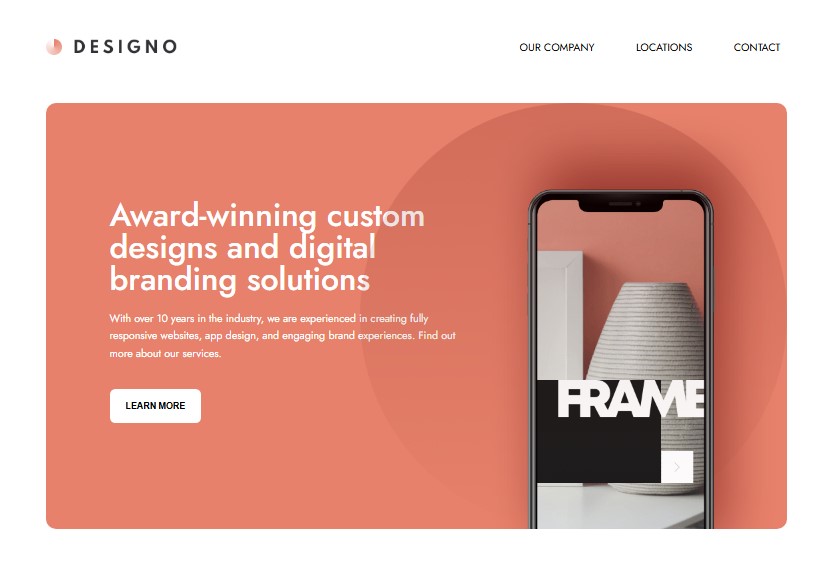 DESIGNO
OUR COMPANY
LOCATIONS
CONTACT
Award-winning custom
designs and digital
branding solutions
With over 10 years in the industry, we are experienced in creating fully
responsive websites, app design, and engaging brand experiences. Find out
more about our services.
LEARN MORE
FRAME